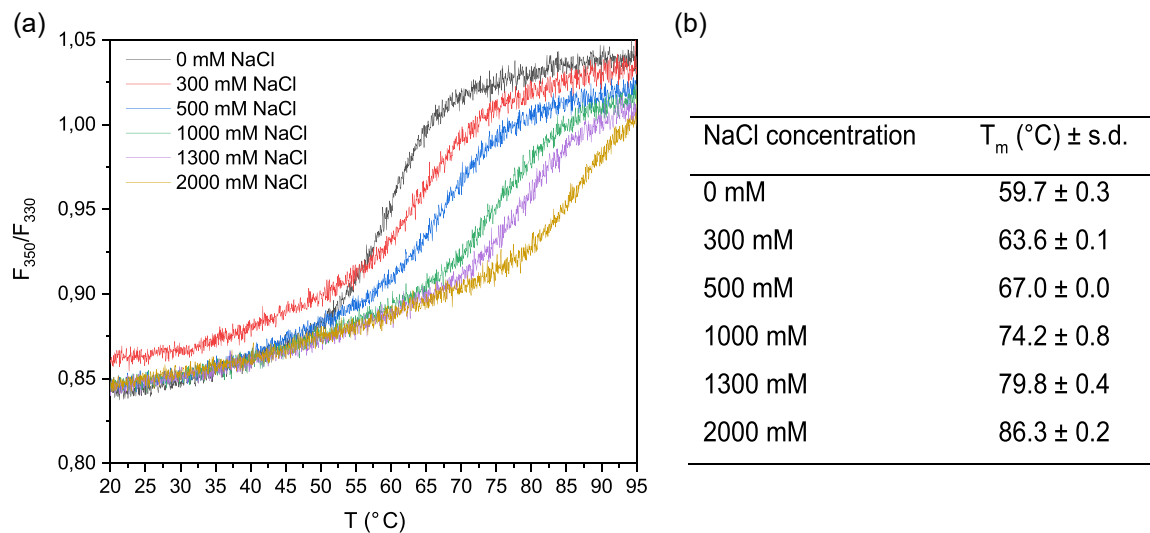 (a)
1,05
1,00
0,95
0,90
0,85
0,80
F350/F330
0 mM NaCl
300 mM NaCl
500 mM NaCl
1000 mM NaCl
1300 mM NaCl
2000 mM NaCl
20 25 30 35 40 45 50 55 60 65 70 75 80 85 90 95
T (°C)
(b)
NaCl concentration Tm (°C) ± s.d.
0 mM 59.7 ± 0.3
300 mM 63.6 ± 0.1
500 mM 67.0 ± 0.0
1000 mM 74.2 ± 0.8
1300 mM 79.8 ± 0.4
2000 mM 86.3 ± 0.2